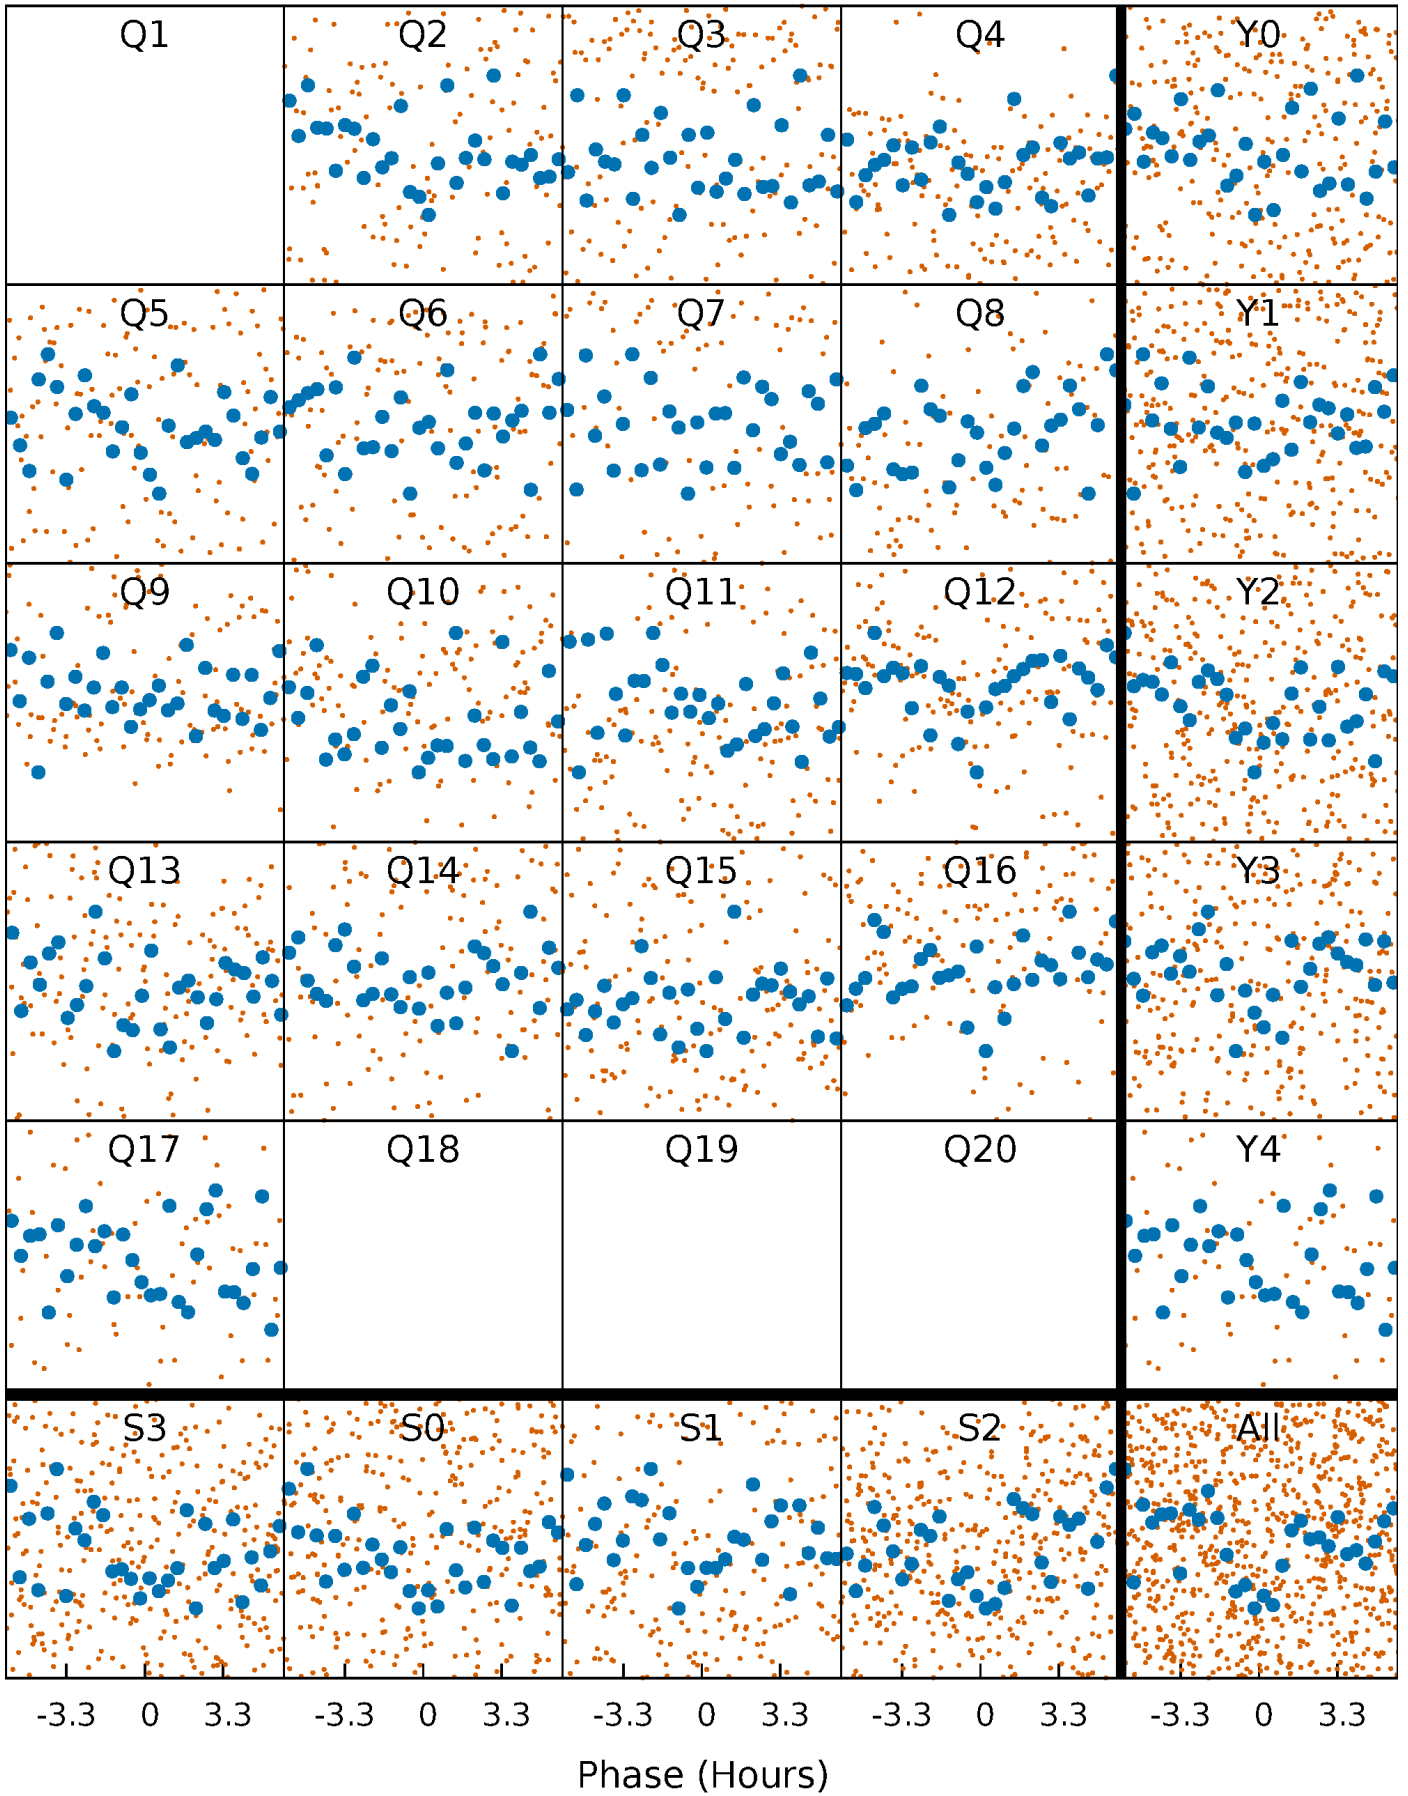 Q1 Q2 Q3 Q4 Y0
Q5 Q6 Q7 Q8 Y1
Q9 Q10 Q11 Q12 Y2
Q13 Q14 Q15 Q16 Y3
Q17 Q18 Q19 Q20 Y4
S3 S0 S1 S2 All
-3.3 0 3.3 -3.3 0 3.3 -3.3 0 3.3 -3.3 0 3.3 -3.3 0 3.3
Phase (Hours)